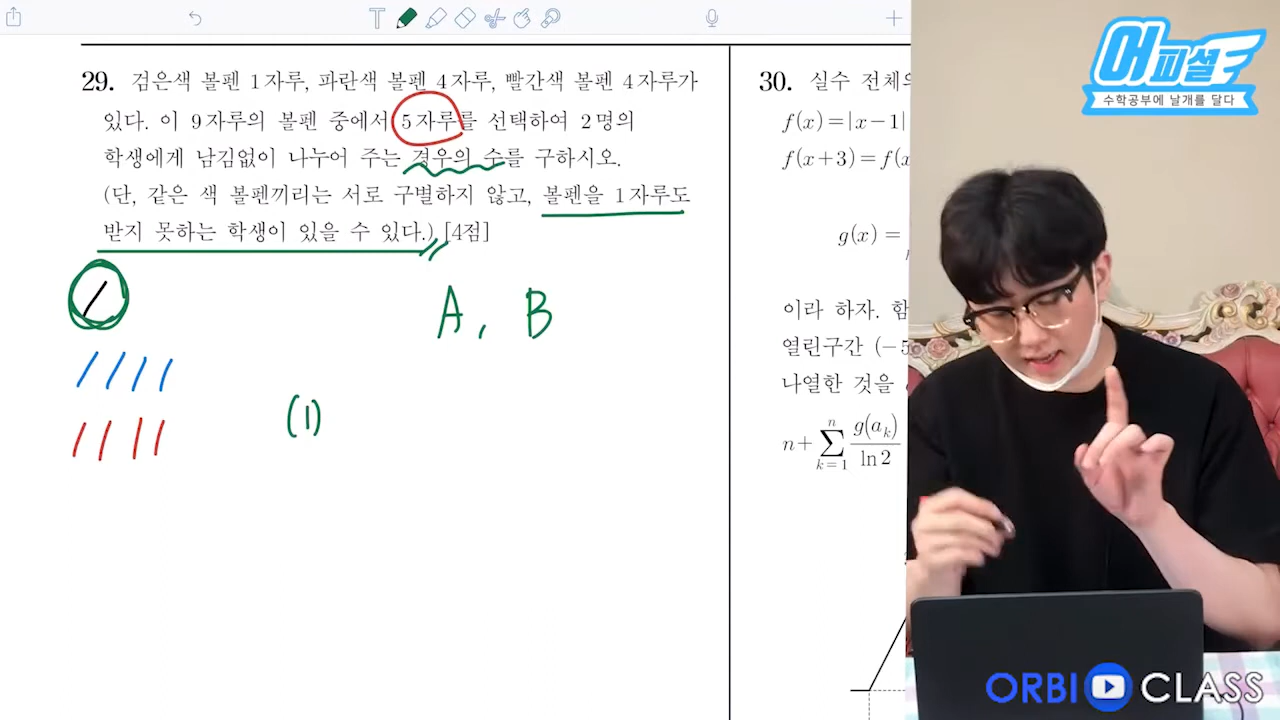 29. 검은색 볼펜 1자루, 파란색 볼펜 4자루, 빨간색 볼펜 4자루가
있다. 이 9자루의 볼펜 중에서 5자루를 선택하여 2명의
학생에게 남김없이 나누어 주는 경우의 수를 구하시오.
(단, 같은 색 볼펜끼리는 서로 구별하지 않고, 볼펜을 1자루도
받지 못하는 학생이 있을 수 있다.) [4점]
A, B
(1)
30. 실수 전체의
f(x)=|x-1|
f(x+3)=f(x
g(x)=
이라 하자. 함
열린구간 (-5
나열한 것을
n+∑_{k=1}^{n} g(a_k)/ln2
어피셜
수학공부에 날개를 달다
ORBI CLASS